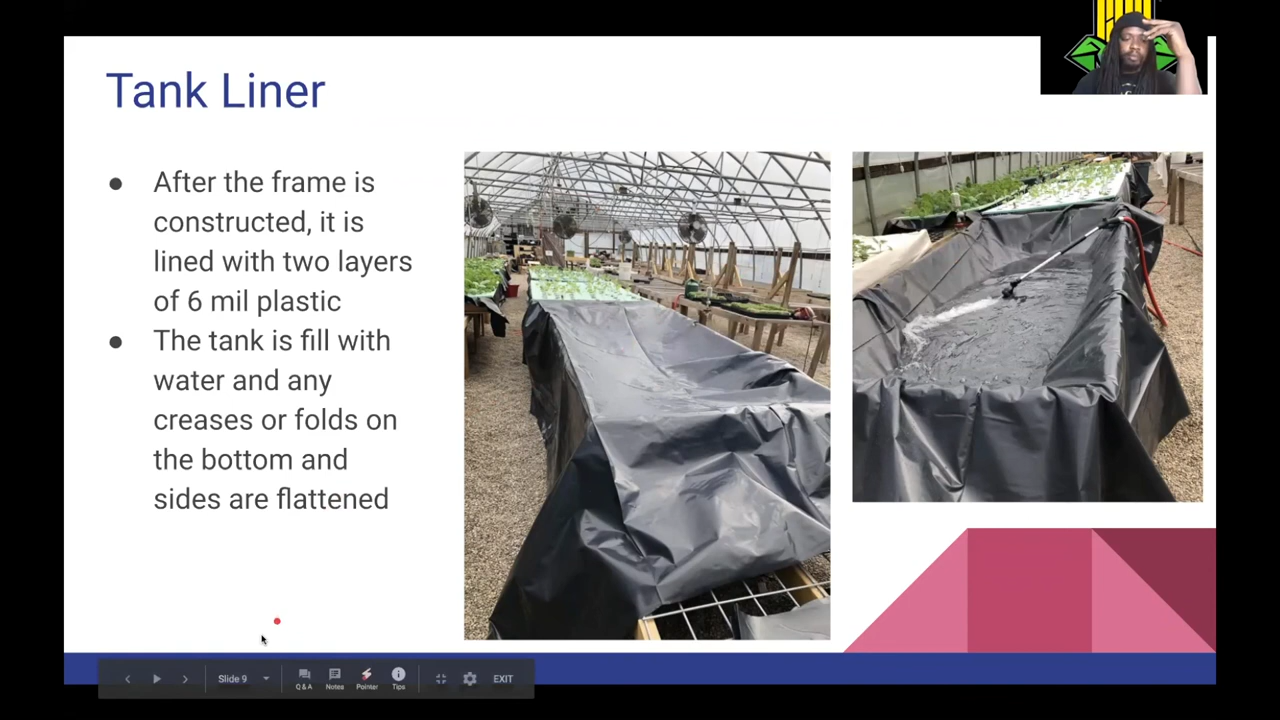 Tank Liner
● After the frame is
constructed, it is
lined with two layers
of 6 mil plastic
● The tank is fill with
water and any
creases or folds on
the bottom and
sides are flattened
Slide 9
Q & A
Notes
Pointer
Tips
EXIT